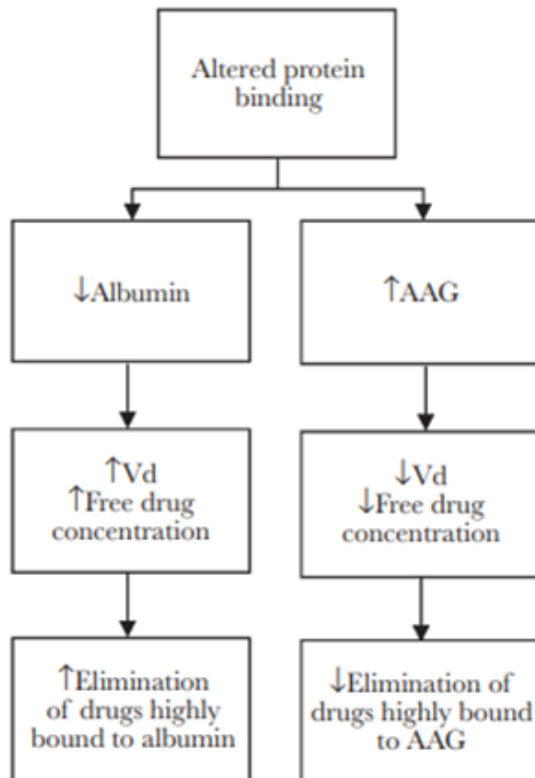 Altered protein
binding
↓Albumin
↑AAG
↑Vd
↑Free drug
concentration
↓Vd
↓Free drug
concentration
↑Elimination
of drugs highly
bound to albumin
↓Elimination of
drugs highly bound
to AAG